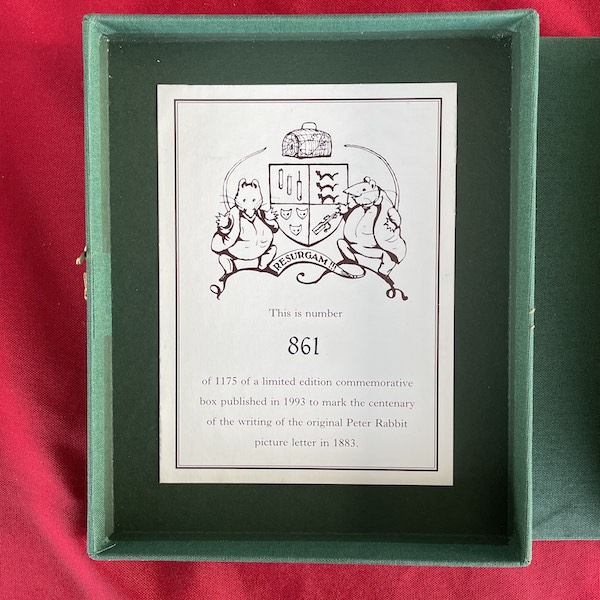 RESURGAM!!!
This is number
861
of 1175 of a limited edition commemorative
box published in 1993 to mark the centenary
of the writing of the original Peter Rabbit
picture letter in 1883.